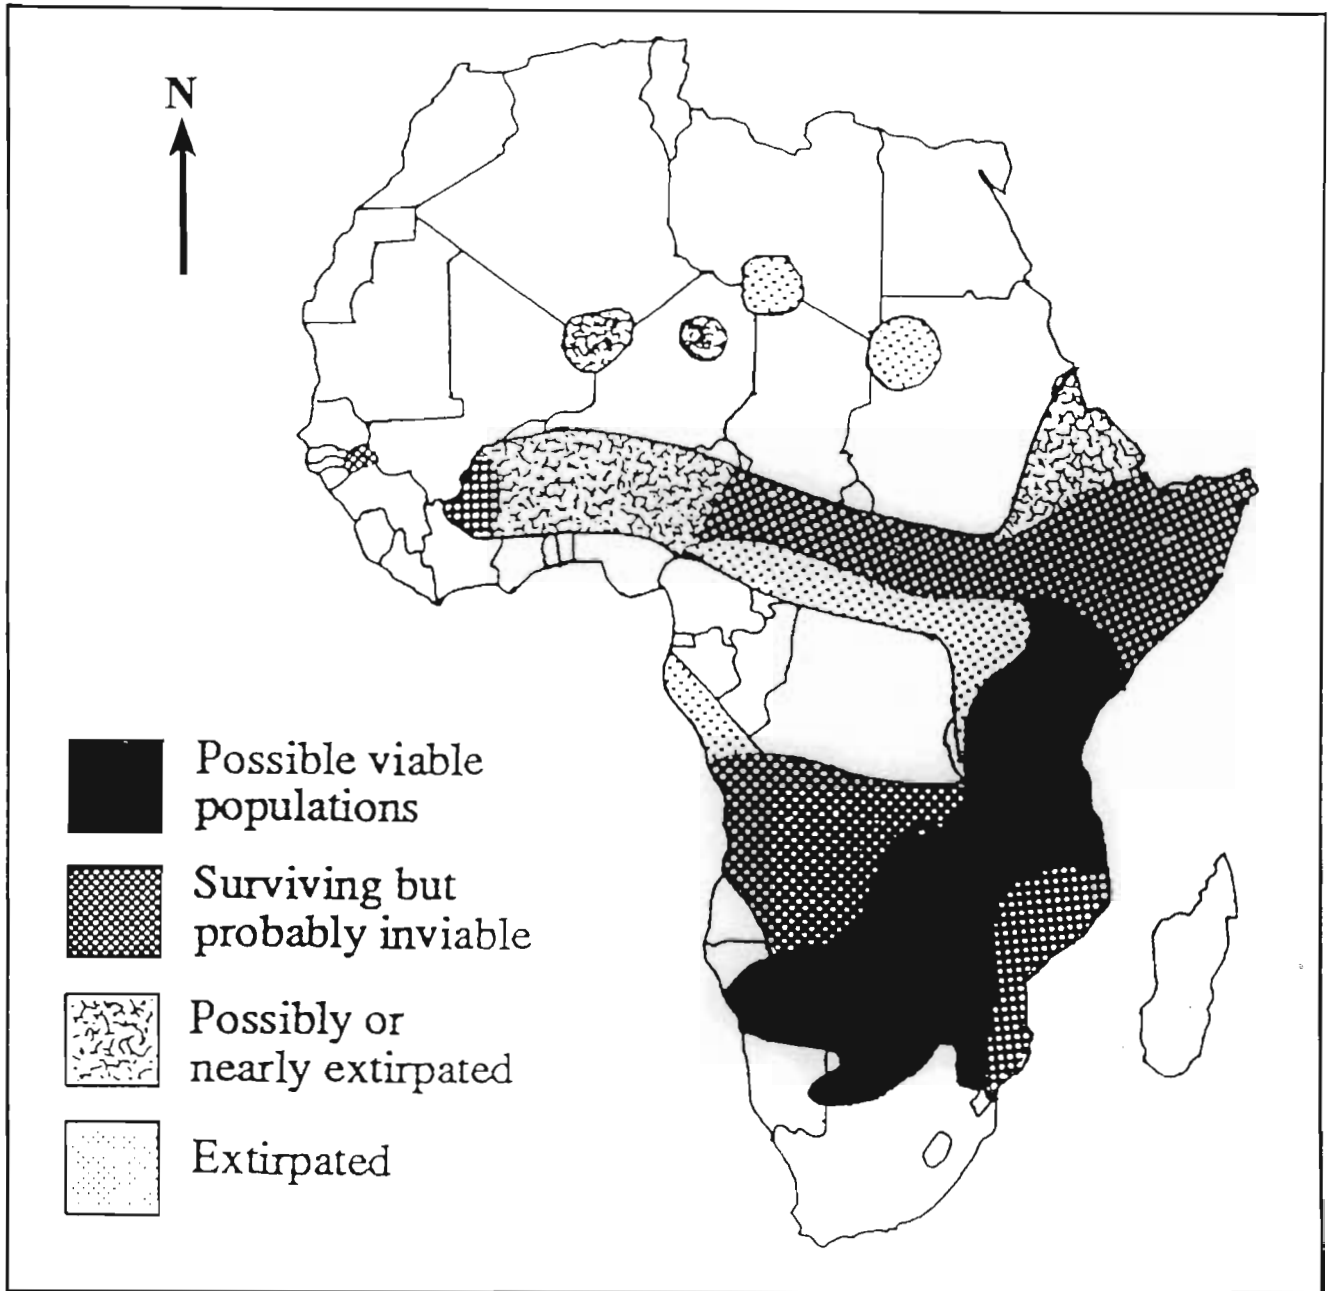 N
Possible viable
populations
Surviving but
probably inviable
Possibly or
nearly extirpated
Extirpated